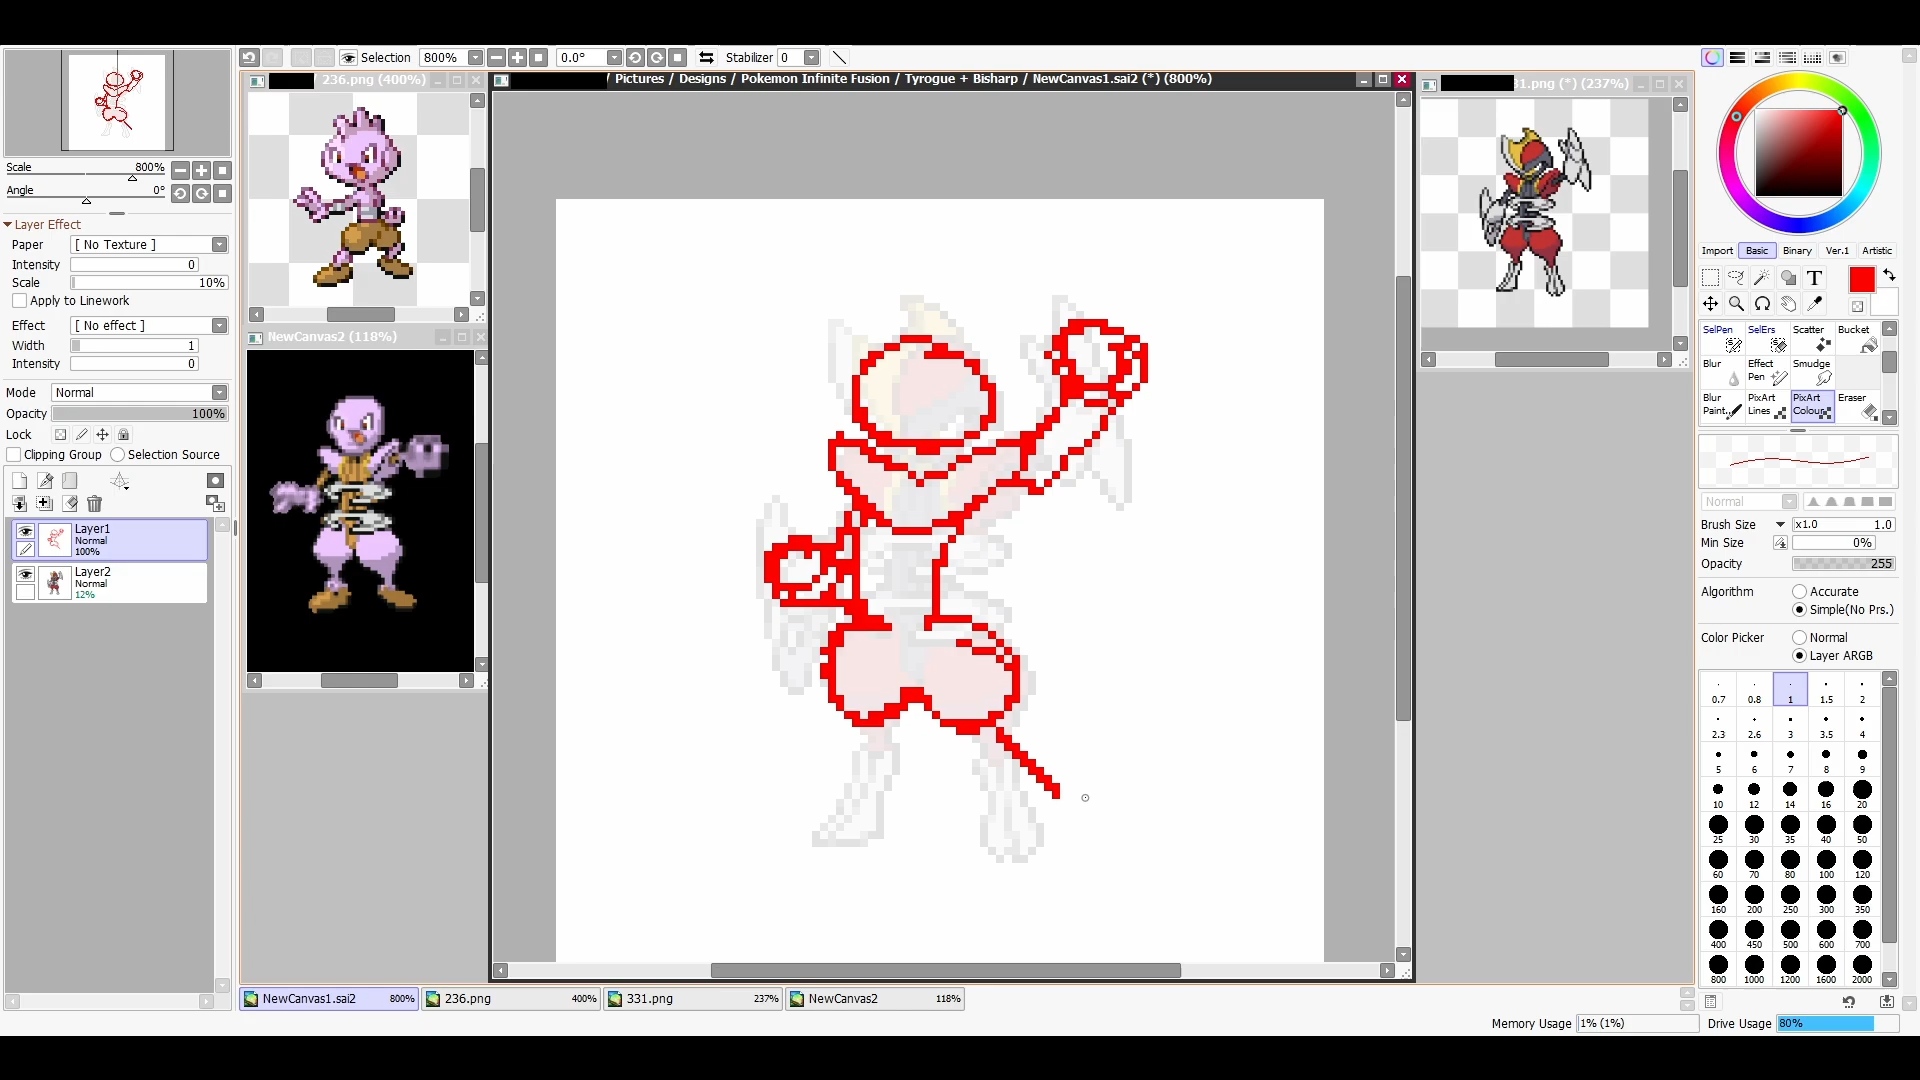 Selection 800% 0.0° Stabilizer 0
236.png (400%)
/ Pictures / Designs / Pokemon Infinite Fusion / Tyrogue + Bisharp / NewCanvas1.sai2 (*) (800%)
31.png (*) (237%)
NewCanvas2 (118%)
Scale 800%
Angle 0°
Layer Effect
Paper [ No Texture ]
Intensity 0
Scale 10%
Apply to Linework
Effect [ No effect ]
Width 1
Intensity 0
Mode Normal
Opacity 100%
Lock
Clipping Group Selection Source
Layer1
Normal
100%
Layer2
Normal
12%
Import Basic Binary Ver.1 Artistic
T
SelPen SelErs Scatter Bucket
Blur Effect Pen Smudge
Blur Paint. PixArt Lines PixArt Colour Eraser
Normal
Brush Size x1.0 1.0
Min Size 0%
Opacity 255
Algorithm Accurate
Simple(No Prs.)
Color Picker Normal
Layer ARGB
0.7 0.8 1 1.5 2
2.3 2.6 3 3.5 4
5 6 7 8 9
10 12 14 16 20
25 30 35 40 50
60 70 80 100 120
160 200 250 300 350
400 450 500 600 700
800 1000 1200 1600 2000
NewCanvas1.sai2 800% 236.png 400% 331.png 237% NewCanvas2 118%
Memory Usage 1% (1%) Drive Usage 80%